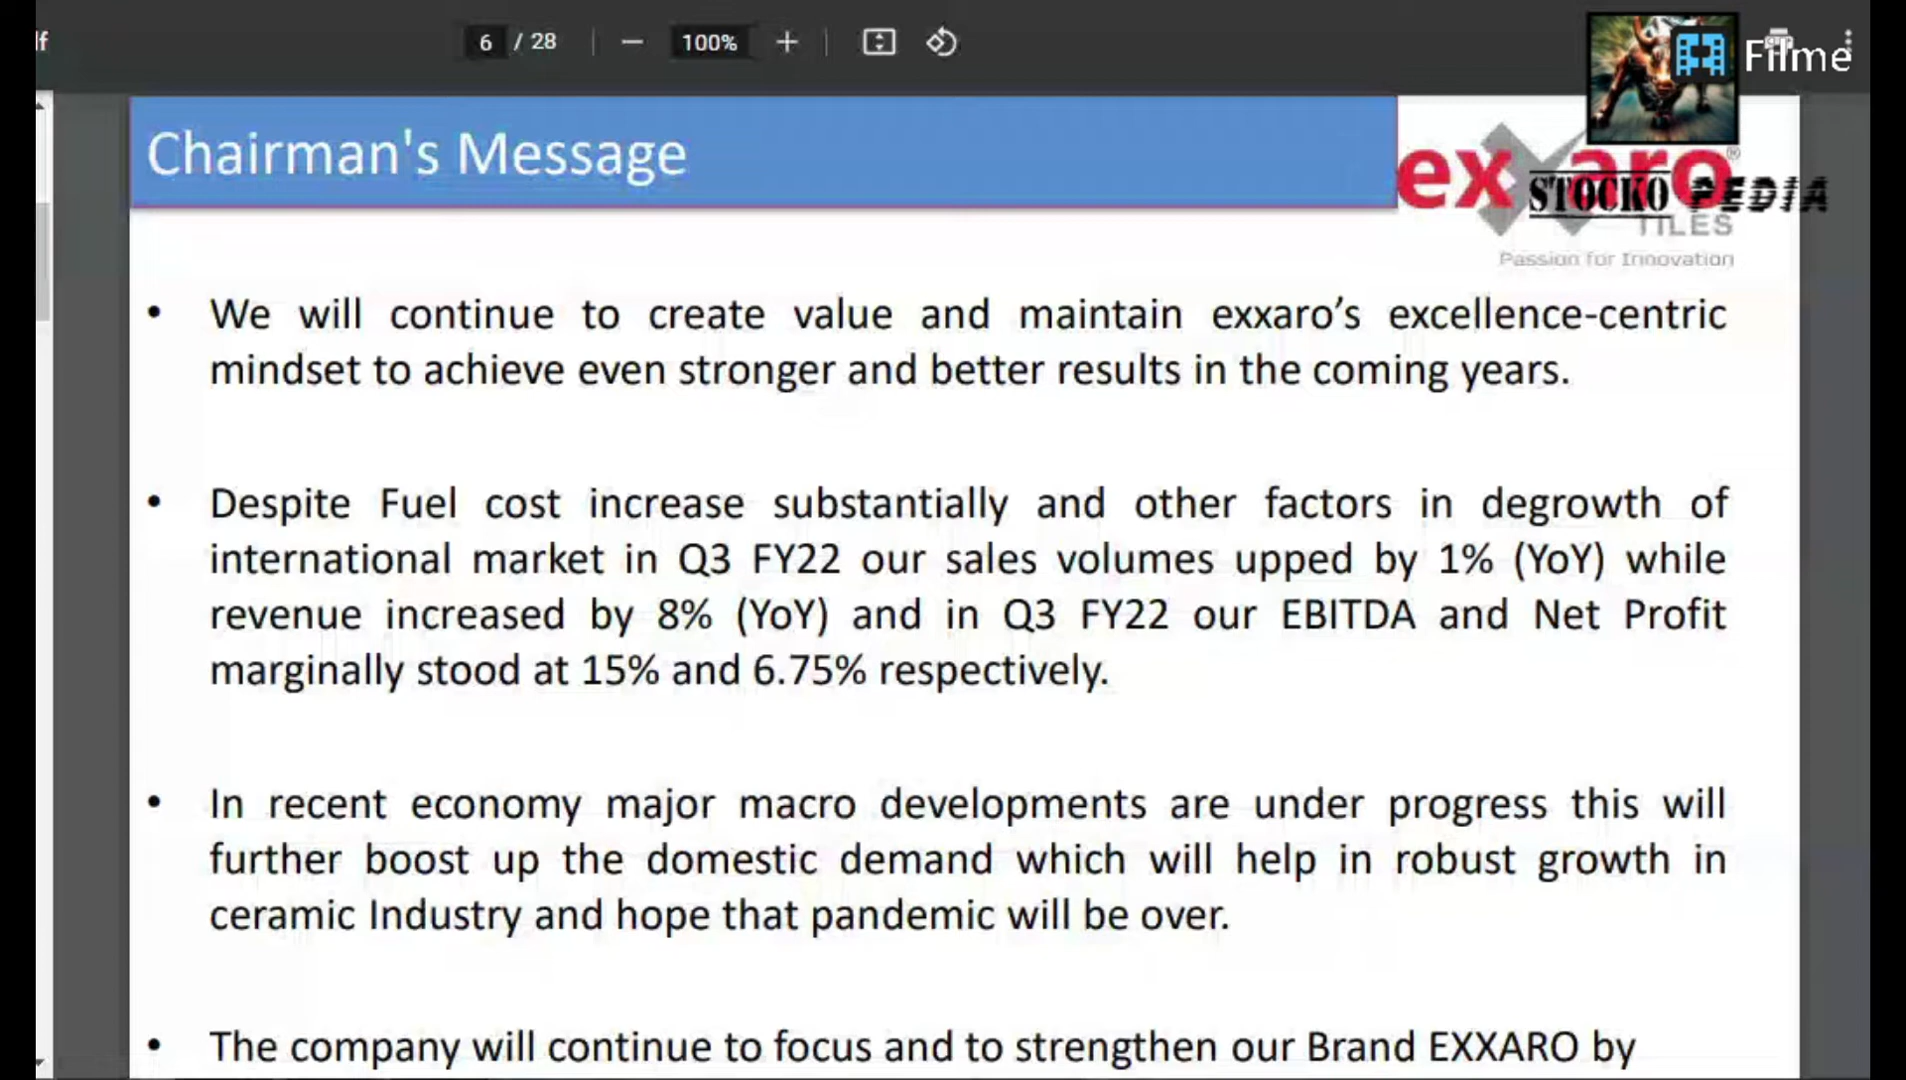 6 / 28
100%
Filme
Chairman's Message
exxaro
STOCKO PEDIA
TILES
Passion for Innovation
• We will continue to create value and maintain exxaro’s excellence-centric
mindset to achieve even stronger and better results in the coming years.
• Despite Fuel cost increase substantially and other factors in degrowth of
international market in Q3 FY22 our sales volumes upped by 1% (YoY) while
revenue increased by 8% (YoY) and in Q3 FY22 our EBITDA and Net Profit
marginally stood at 15% and 6.75% respectively.
• In recent economy major macro developments are under progress this will
further boost up the domestic demand which will help in robust growth in
ceramic Industry and hope that pandemic will be over.
• The company will continue to focus and to strengthen our Brand EXXARO by